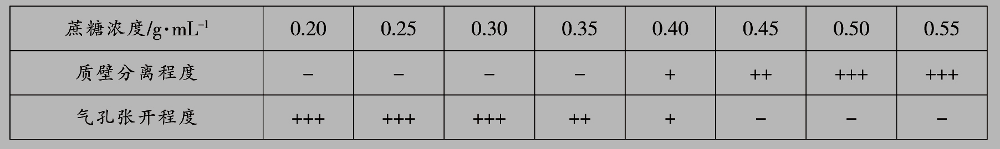 蔗糖浓度/g·mL⁻¹ 0.20 0.25 0.30 0.35 0.40 0.45 0.50 0.55
质壁分离程度 − − − − + ++ +++ +++
气孔张开程度 +++ +++ +++ ++ + − − −